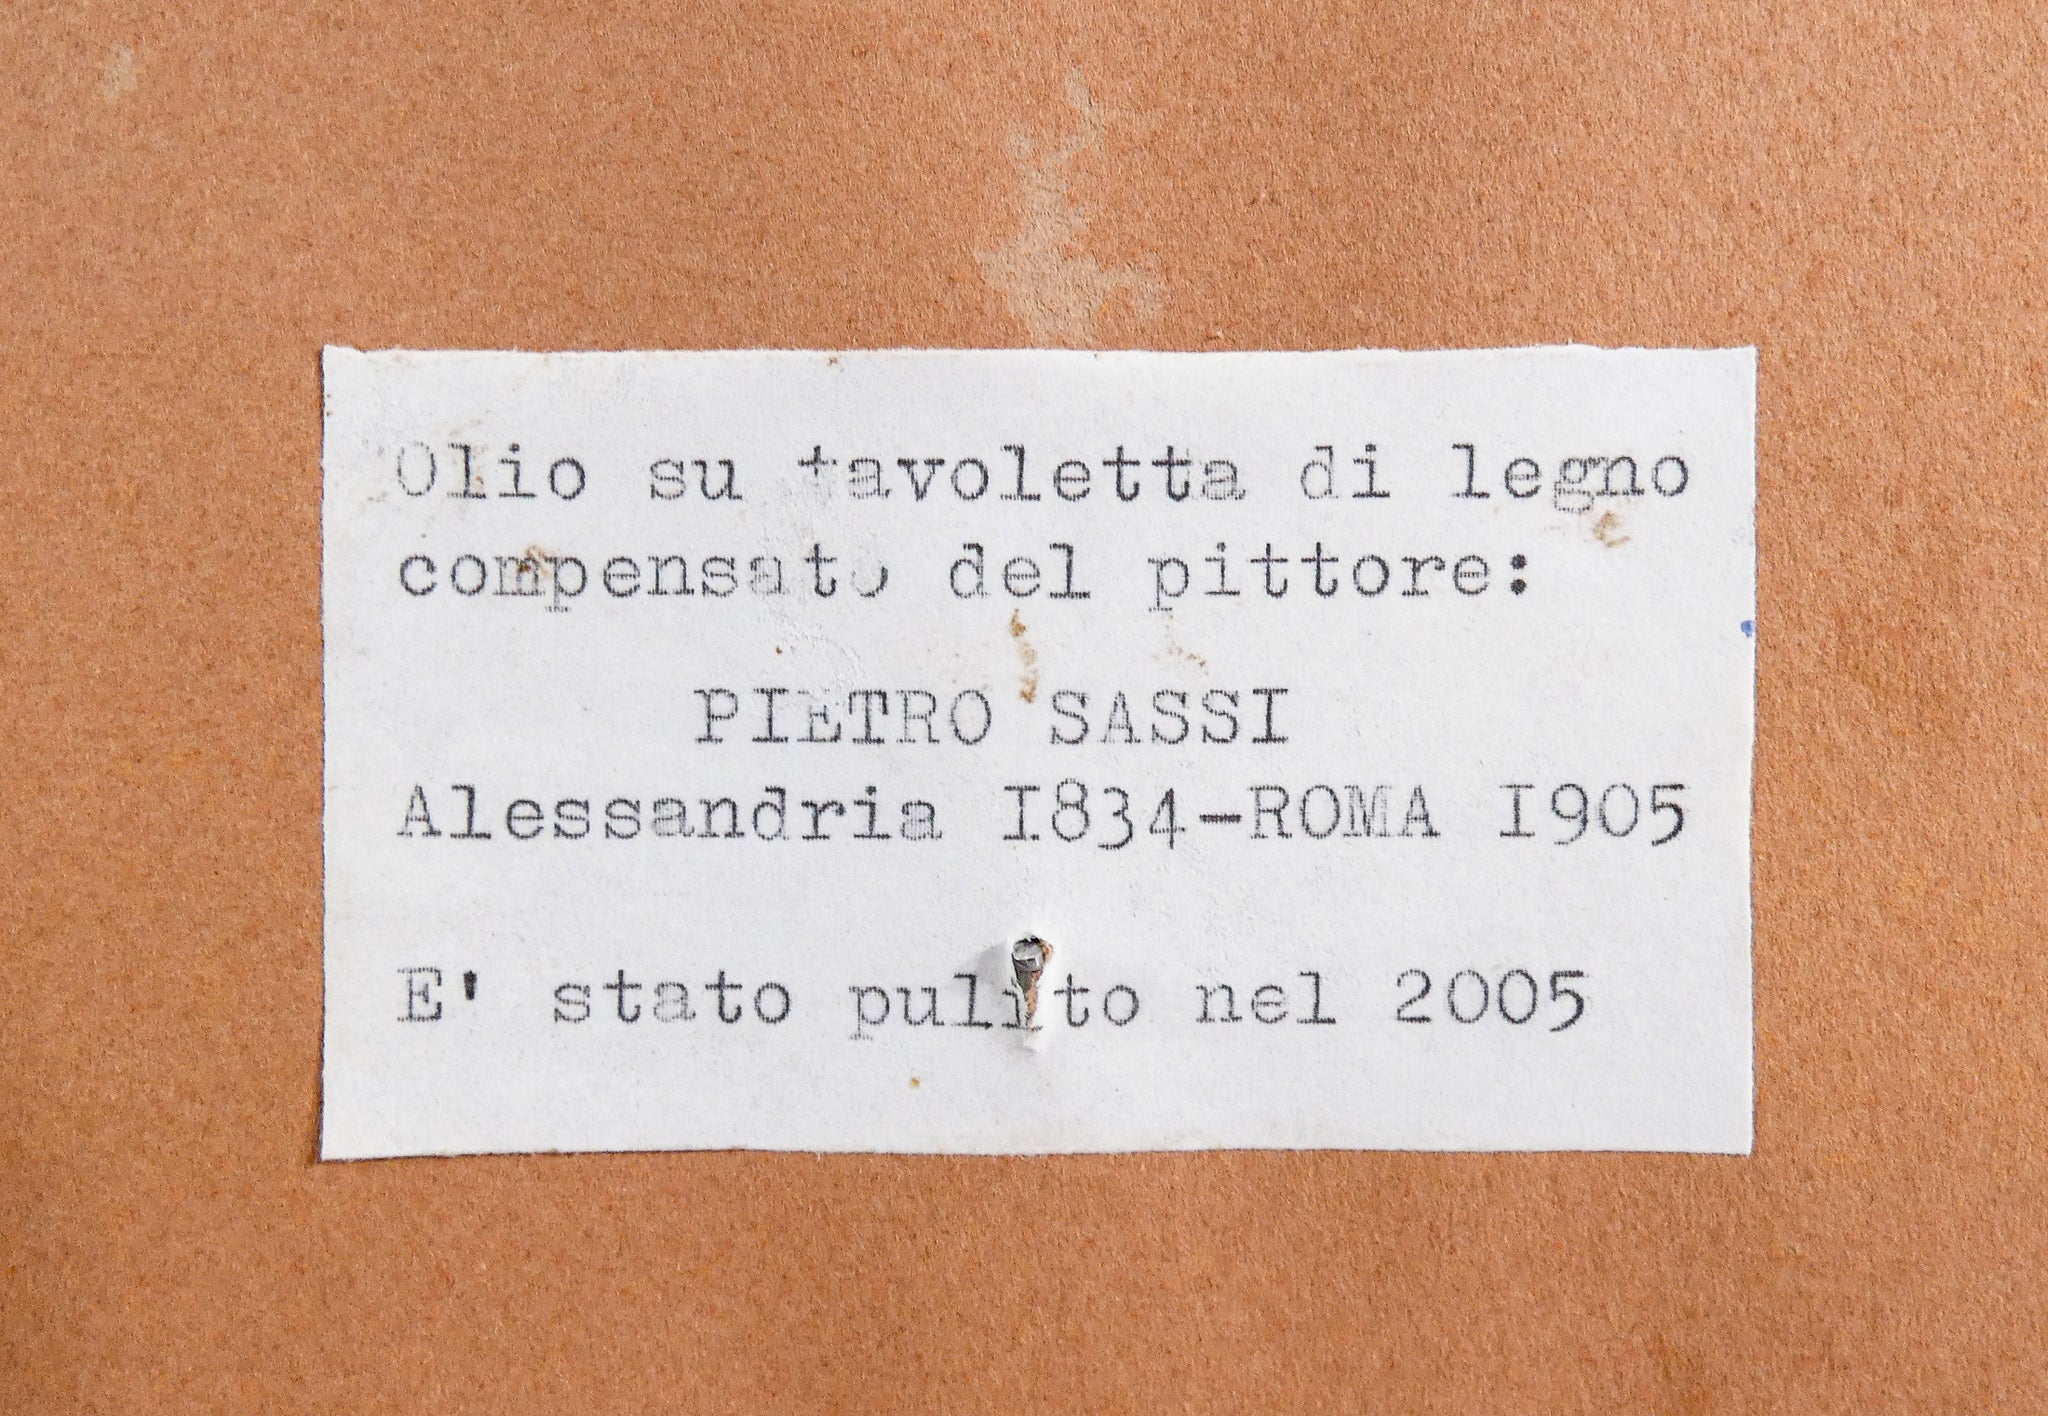 Olio su tavoletta di legno
compensato del pittore:
PIETRO SASSI
Alessandria I834-ROMA I905
E' stato pulito nel 2005